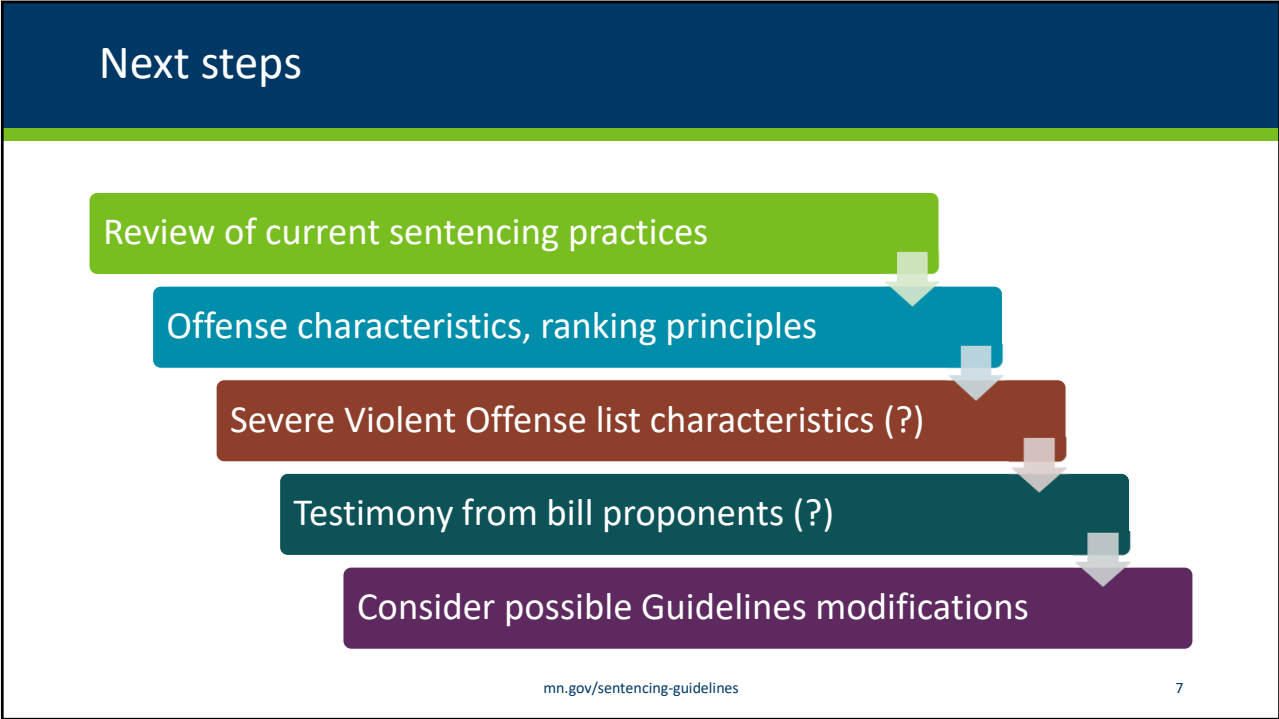 Next steps
Review of current sentencing practices
Offense characteristics, ranking principles
Severe Violent Offense list characteristics (?)
Testimony from bill proponents (?)
Consider possible Guidelines modifications
mn.gov/sentencing-guidelines
7